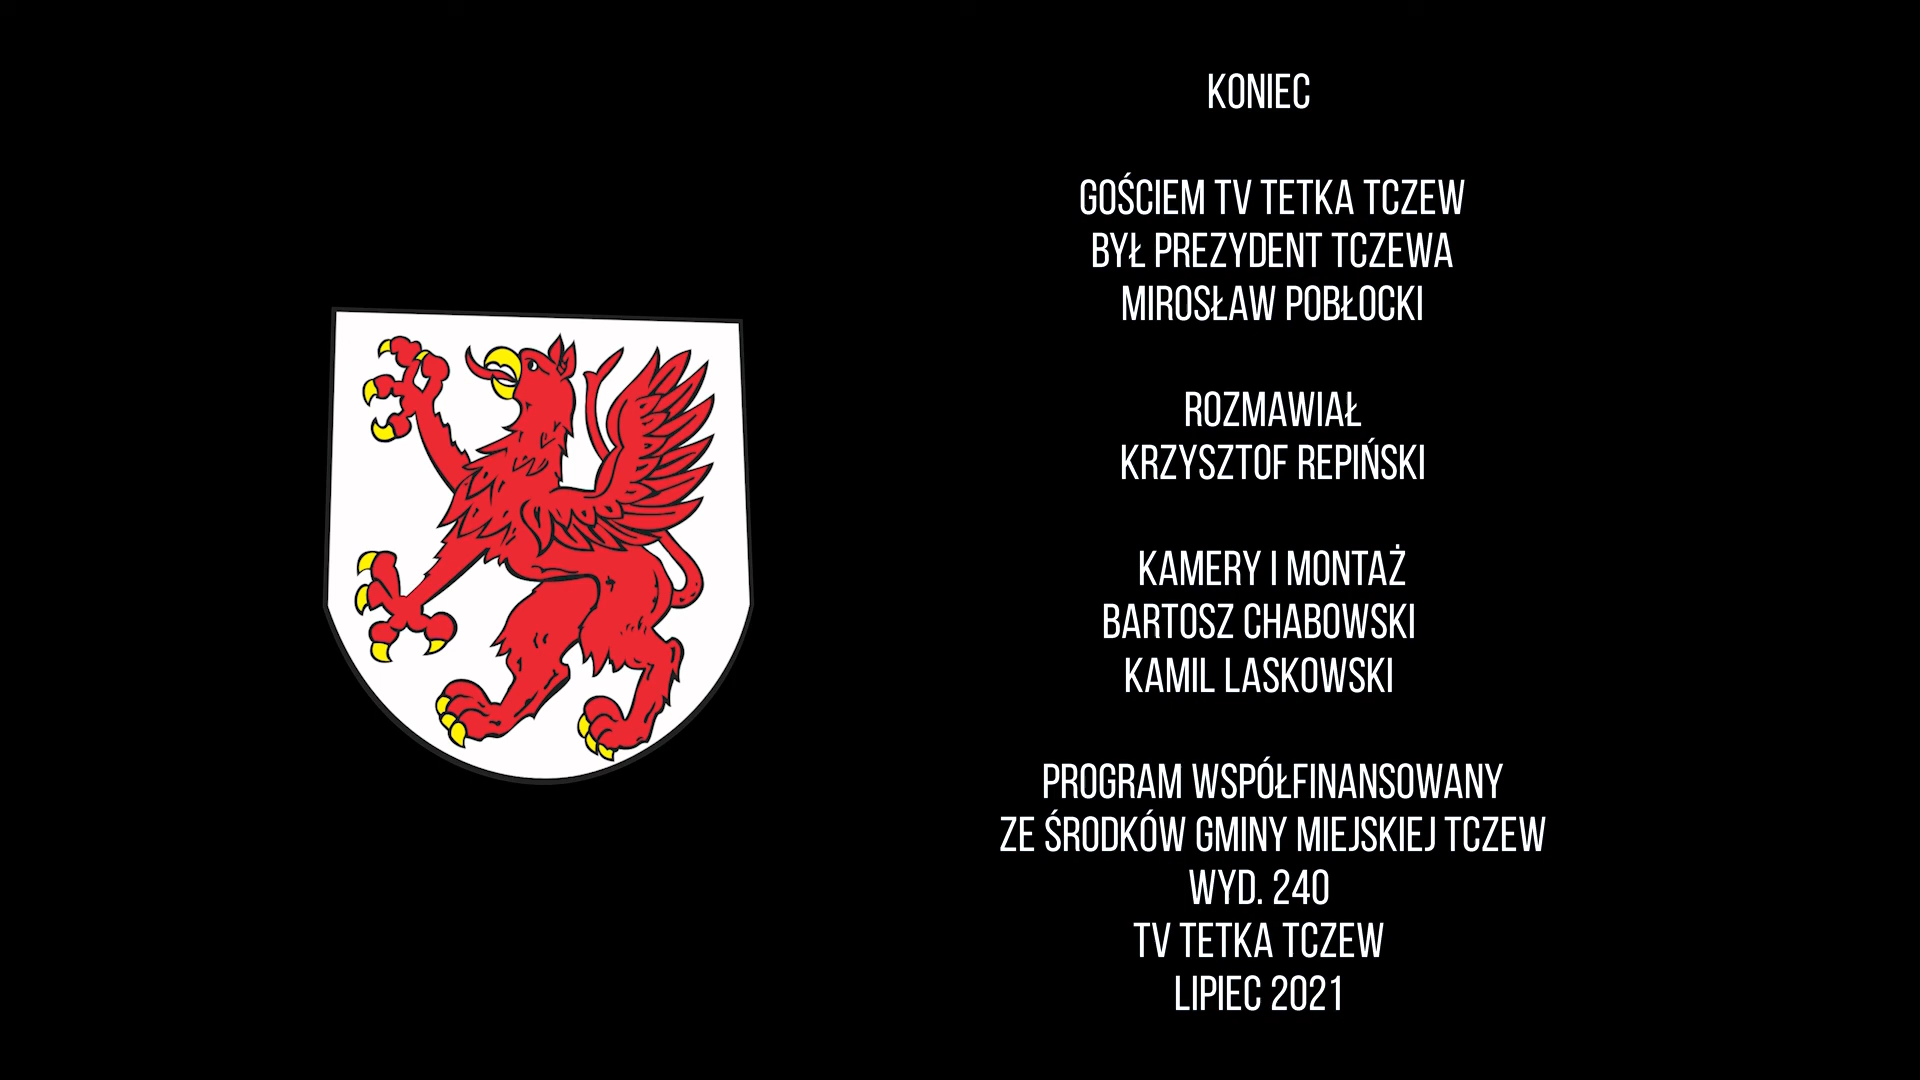 KONIEC
GOŚCIEM TV TETKA TCZEW
BYŁ PREZYDENT TCZEWA
MIROSŁAW POBŁOCKI
ROZMAWIAŁ
KRZYSZTOF REPIŃSKI
KAMERY I MONTAŻ
BARTOSZ CHABOWSKI
KAMIL LASKOWSKI
PROGRAM WSPÓŁFINANSOWANY
ZE ŚRODKÓW GMINY MIEJSKIEJ TCZEW
WYD. 240
TV TETKA TCZEW
LIPIEC 2021